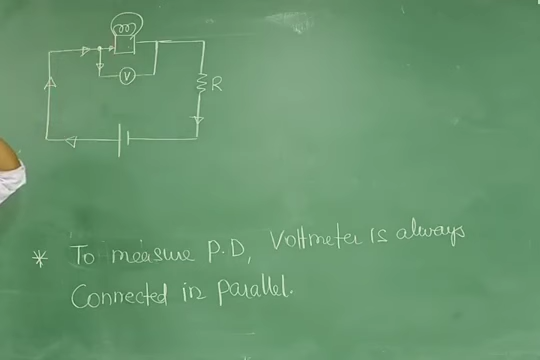 V
R
* To measure P.D, Voltmeter is always
Connected in parallel.